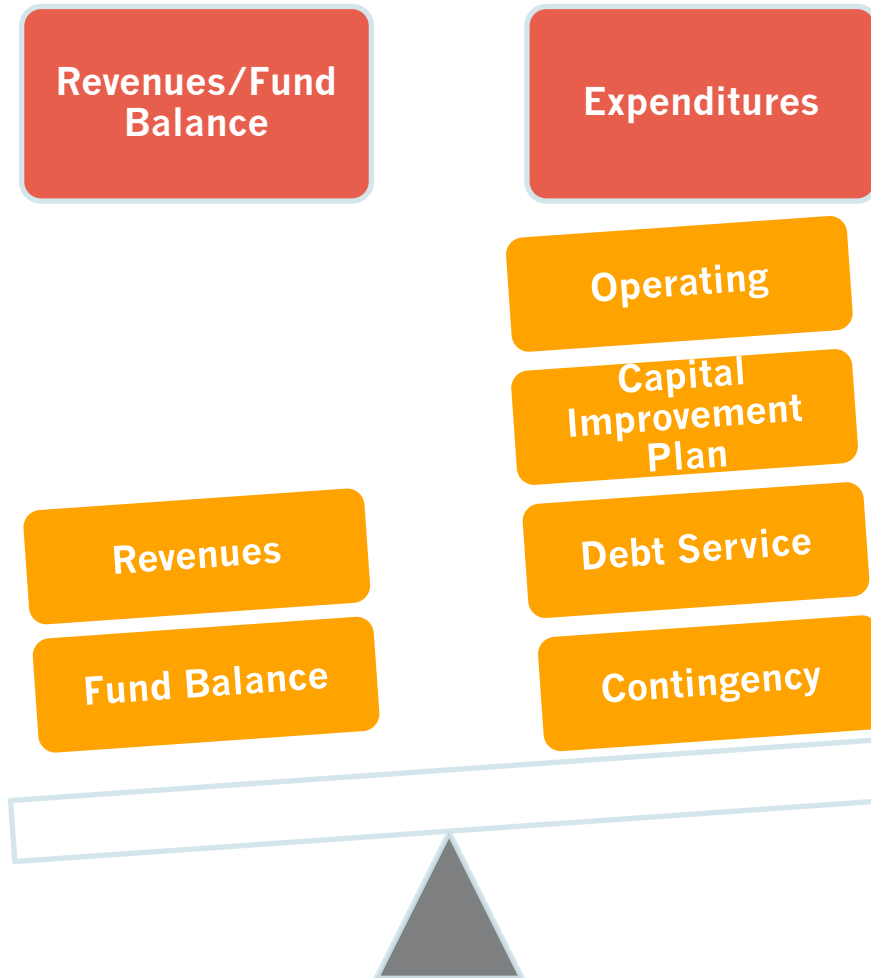 Revenues/Fund
Balance
Expenditures
Operating
Capital
Improvement
Plan
Revenues
Debt Service
Fund Balance
Contingency